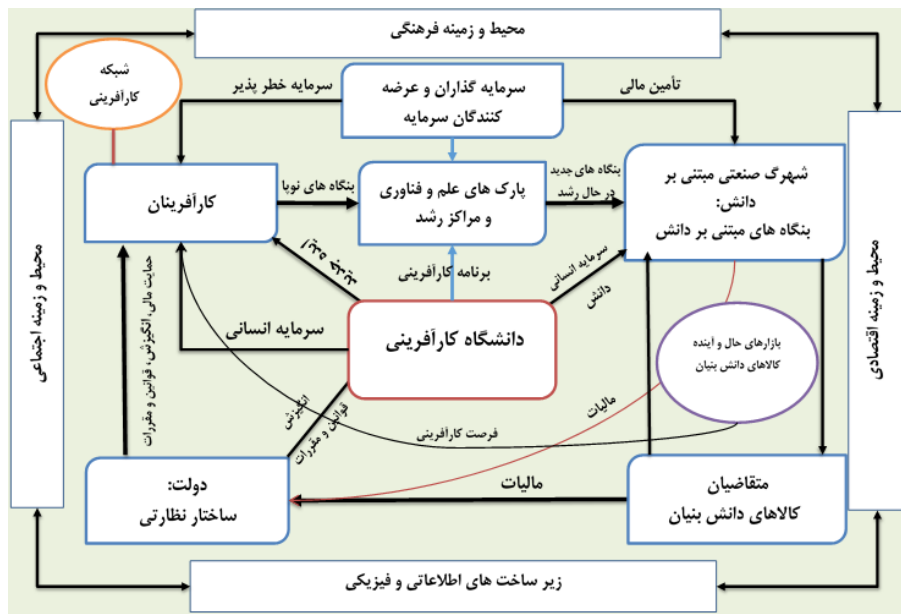 محیط و زمینه فرهنگی
شبکه
کارآفرینی
سرمایه خطر پذیر
سرمایه گذاران و عرضه
کنندگان سرمایه
تأمین مالی
محیط و زمینه اجتماعی
محیط و زمینه اقتصادی
شهرگ صنعتی مبتنی بر
دانش:
بنگاه های مبتنی بر دانش
بنگاه های جدید
در حال رشد
پارک های علم و فناوری
و مراکز رشد
بنگاه های نوپا
کارآفرینان
ایده جدید
برنامه کارآفرینی
سرمایه انسانی
دانش
دانشگاه کارآفرینی
سرمایه انسانی
حمایت مالی، انگیزش، قوانین و مقررات
بازارهای حال و آینده
کالاهای دانش بنیان
مالیات
انگیزش
قوانین و مقررات
فرصت کارآفرینی
متقاضیان
کالاهای دانش بنیان
مالیات
دولت:
ساختار نظارتی
زیر ساخت های اطلاعاتی و فیزیکی